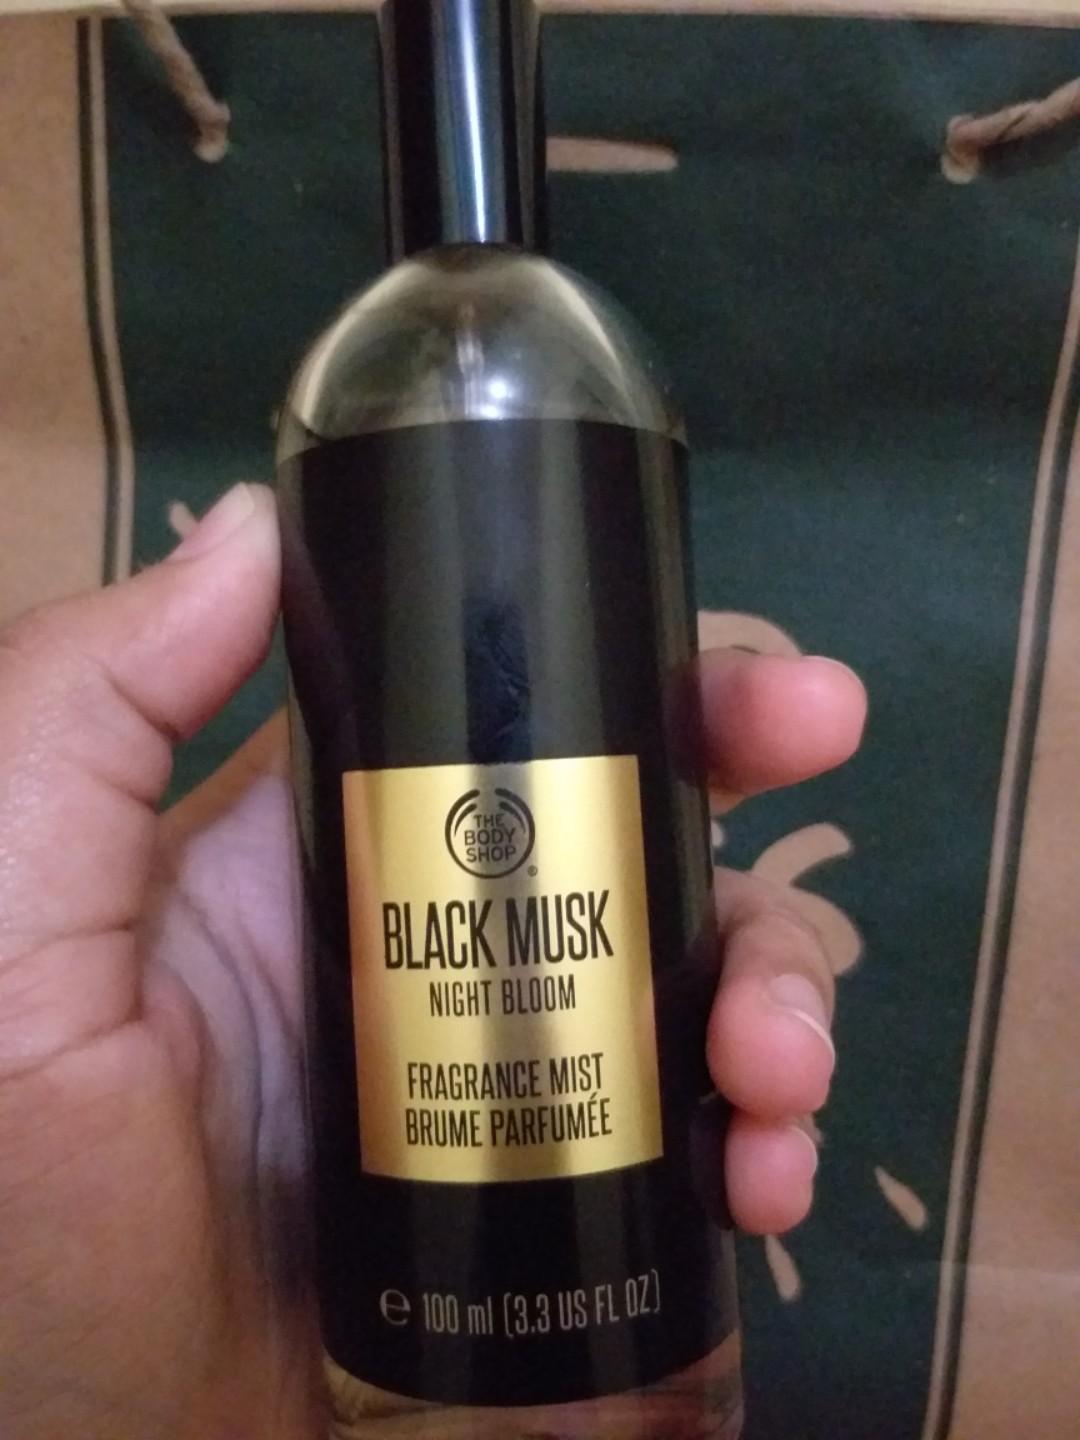 THE
BODY
SHOP®
BLACK MUSK
NIGHT BLOOM
FRAGRANCE MIST
BRUME PARFUMÉE
℮ 100 ml (3.3 US FL OZ)